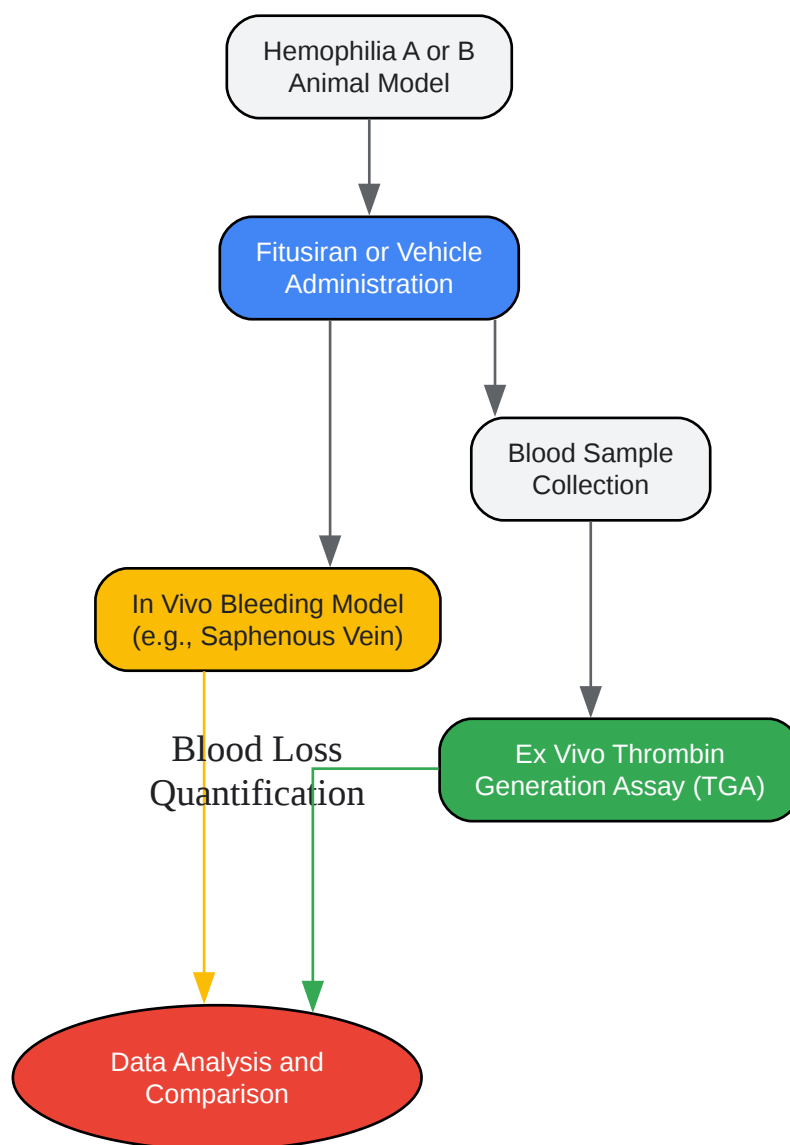 Hemophilia A or B
Animal Model
Fitusiran or Vehicle
Administration
Blood Sample
Collection
In Vivo Bleeding Model
(e.g., Saphenous Vein)
Blood Loss
Quantification
Ex Vivo Thrombin
Generation Assay (TGA)
Data Analysis and
Comparison